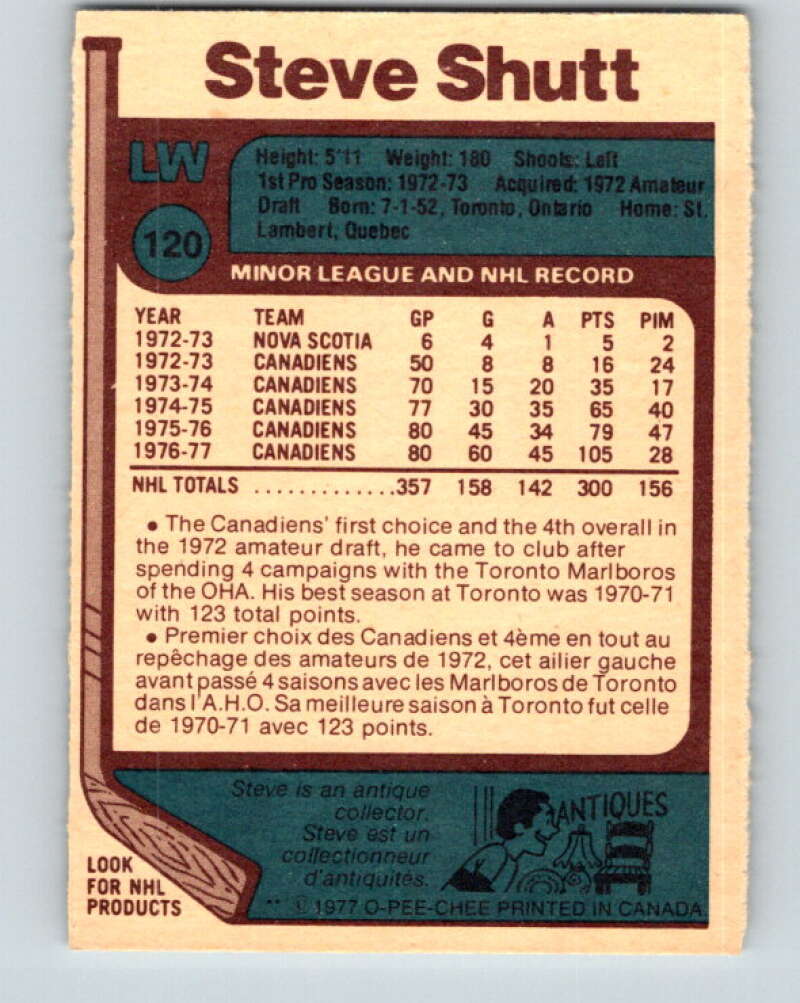 Steve Shutt
LW
120
Height: 5'11 Weight: 180 Shoots: Left
1st Pro Season: 1972-73 Acquired: 1972 Amateur
Draft Born: 7-1-52, Toronto, Ontario Home: St.
Lambert, Quebec
MINOR LEAGUE AND NHL RECORD
YEAR TEAM GP G A PTS PIM
1972-73 NOVA SCOTIA 6 4 1 5 2
1972-73 CANADIENS 50 8 8 16 24
1973-74 CANADIENS 70 15 20 35 17
1974-75 CANADIENS 77 30 35 65 40
1975-76 CANADIENS 80 45 34 79 47
1976-77 CANADIENS 80 60 45 105 28
NHL TOTALS .............357 158 142 300 156
• The Canadiens' first choice and the 4th overall in
the 1972 amateur draft, he came to club after
spending 4 campaigns with the Toronto Marlboros
of the OHA. His best season at Toronto was 1970-71
with 123 total points.
• Premier choix des Canadiens et 4ème en tout au
repêchage des amateurs de 1972, cet ailier gauche
avant passé 4 saisons avec les Marlboros de Toronto
dans l'A.H.O. Sa meilleure saison à Toronto fut celle
de 1970-71 avec 123 points.
Steve is an antique
collector.
Steve est un
collectionneur
d'antiquités.
ANTIQUES
LOOK
FOR NHL
PRODUCTS
** © 1977 O-PEE-CHEE PRINTED IN CANADA